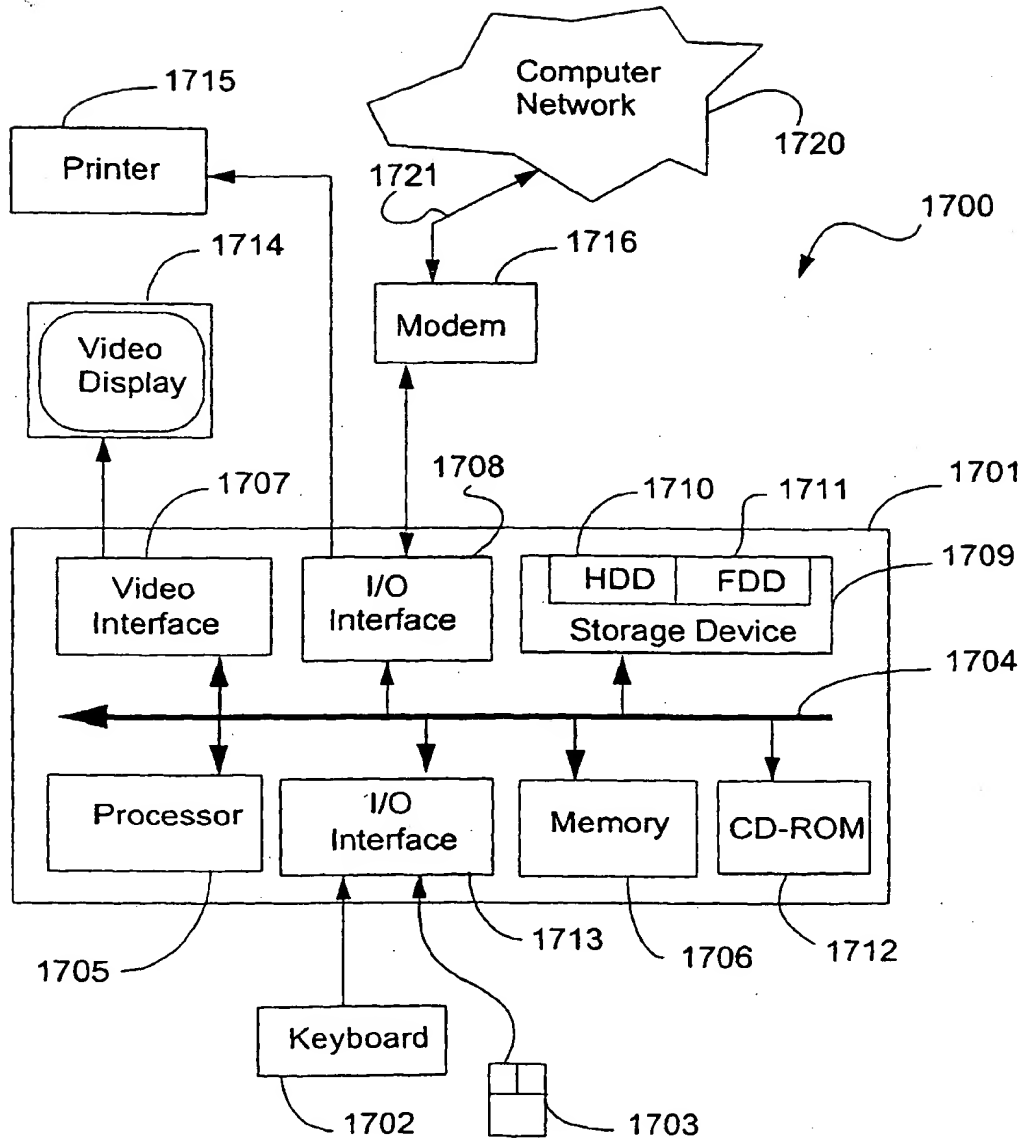 Computer
Network
1715
1720
Printer
1721
1700
1714
1716
Modem
Video
Display
1708
1701
1707
1710
1711
1709
HDD
FDD
Video
Interface
I/O
Interface
Storage Device
1704
Processor
I/O
Interface
Memory
CD-ROM
1713
1706
1712
1705
Keyboard
1702
1703